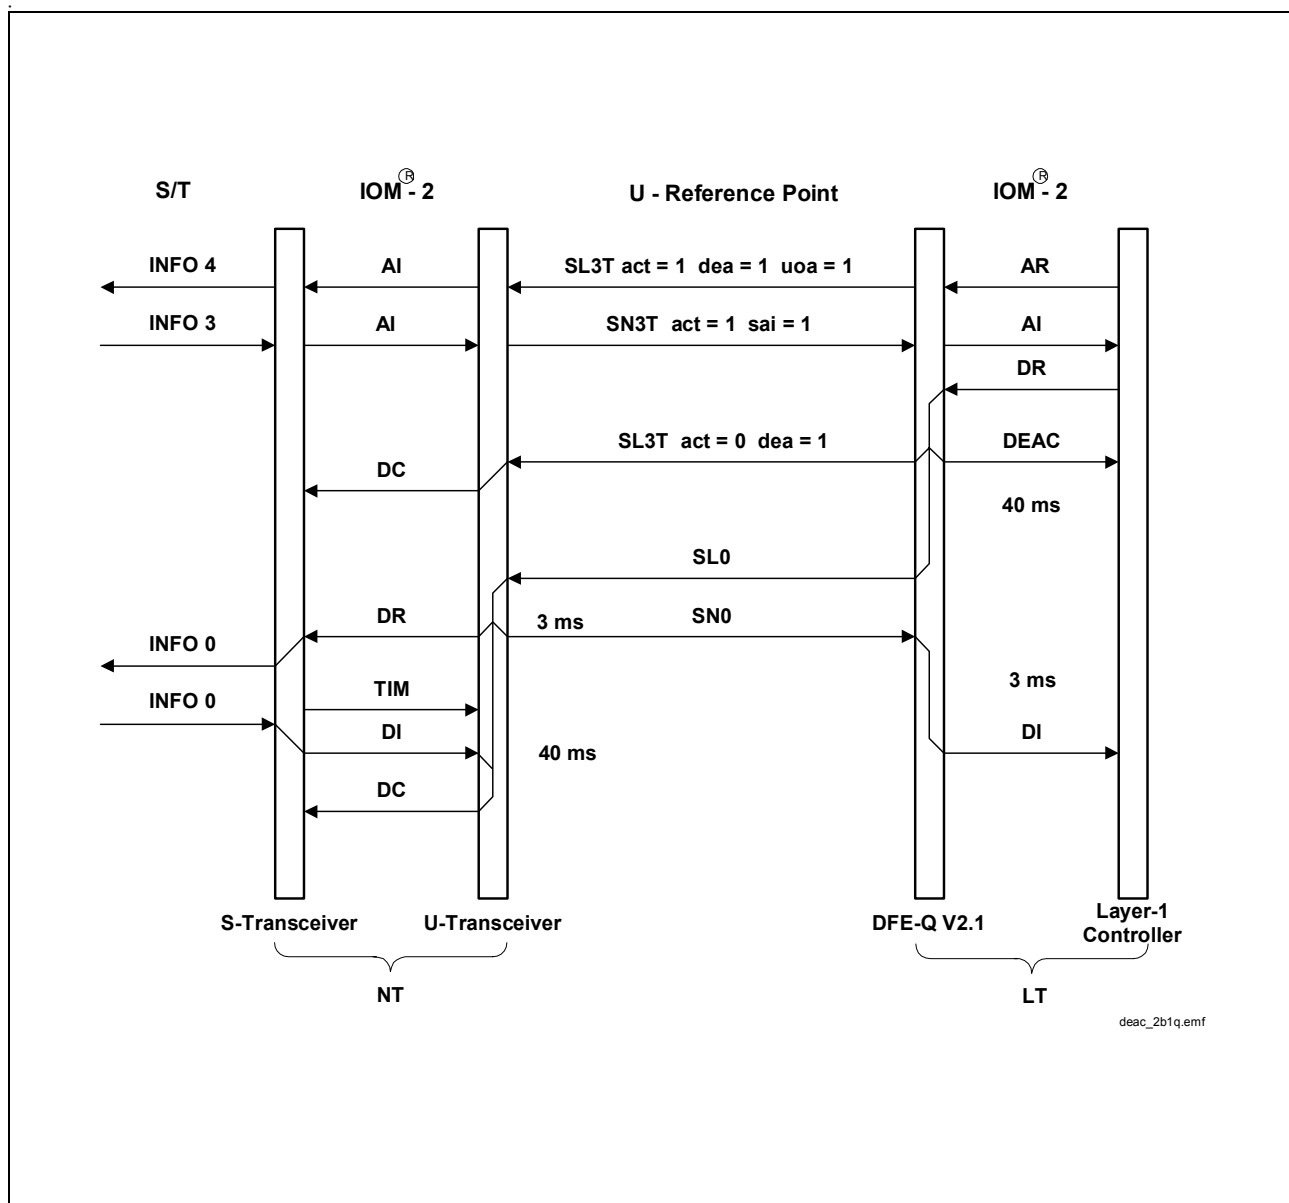 .
S/T IOM®- 2 U - Reference Point IOM®- 2
INFO 4 AI SL3T act = 1 dea = 1 uoa = 1 AR
INFO 3 AI SN3T act = 1 sai = 1 AI
DR
SL3T act = 0 dea = 1 DEAC
DC
40 ms
SL0
DR 3 ms SN0
INFO 0
TIM 3 ms
INFO 0
DI 40 ms DI
DC
S-Transceiver U-Transceiver DFE-Q V2.1 Layer-1
Controller
NT LT
deac_2b1q.emf